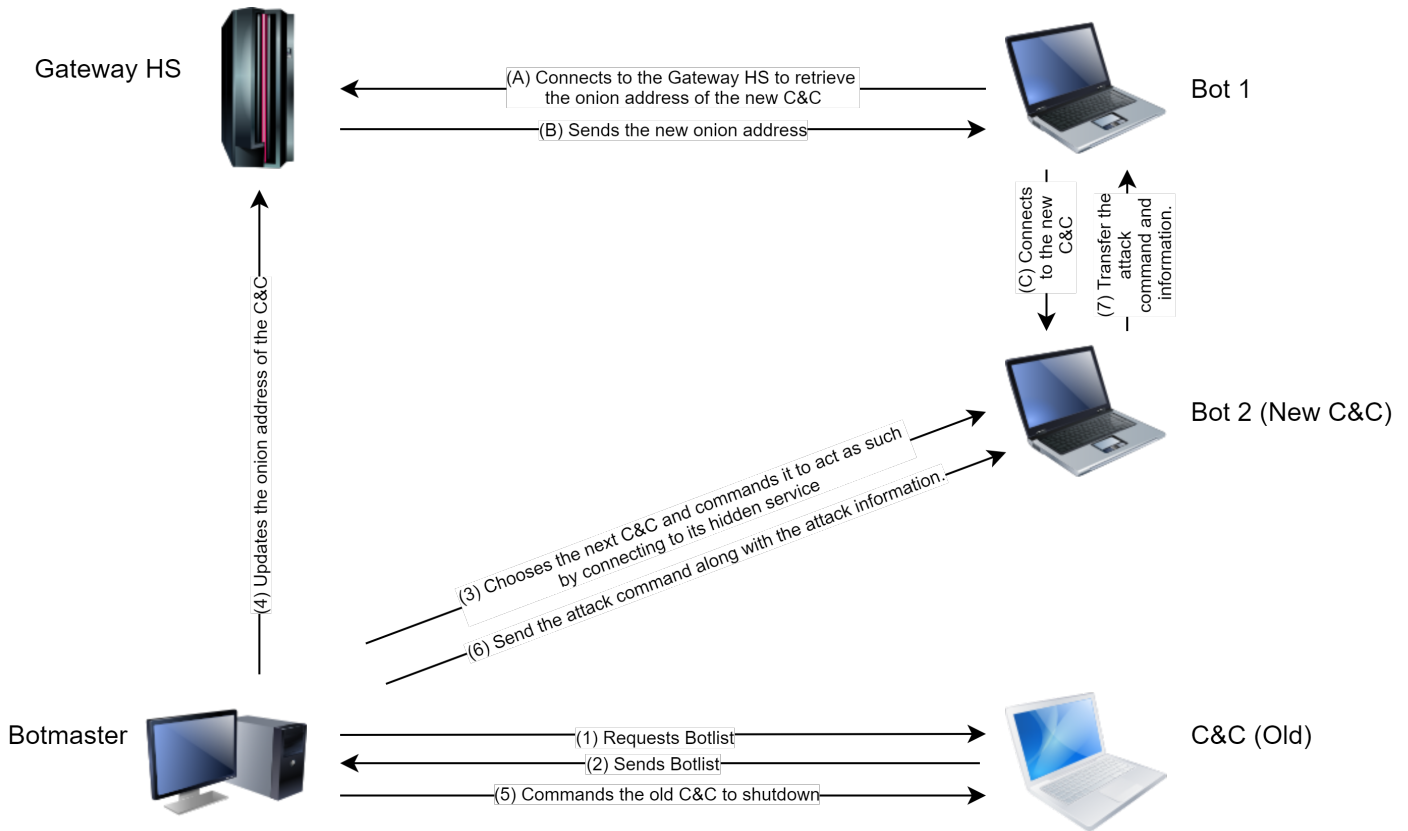 Gateway HS
(A) Connects to the Gateway HS to retrieve
the onion address of the new C&C
Bot 1
(B) Sends the new onion address
(C) Connects
to the new
C&C
(7) Transfer the
attack
command and
information.
(4) Updates the onion address of the C&C
Bot 2 (New C&C)
(3) Chooses the next C&C and commands it to act as such
by connecting to its hidden service
(6) Send the attack command along with the attack information.
Botmaster
(1) Requests Botlist
C&C (Old)
(2) Sends Botlist
(5) Commands the old C&C to shutdown